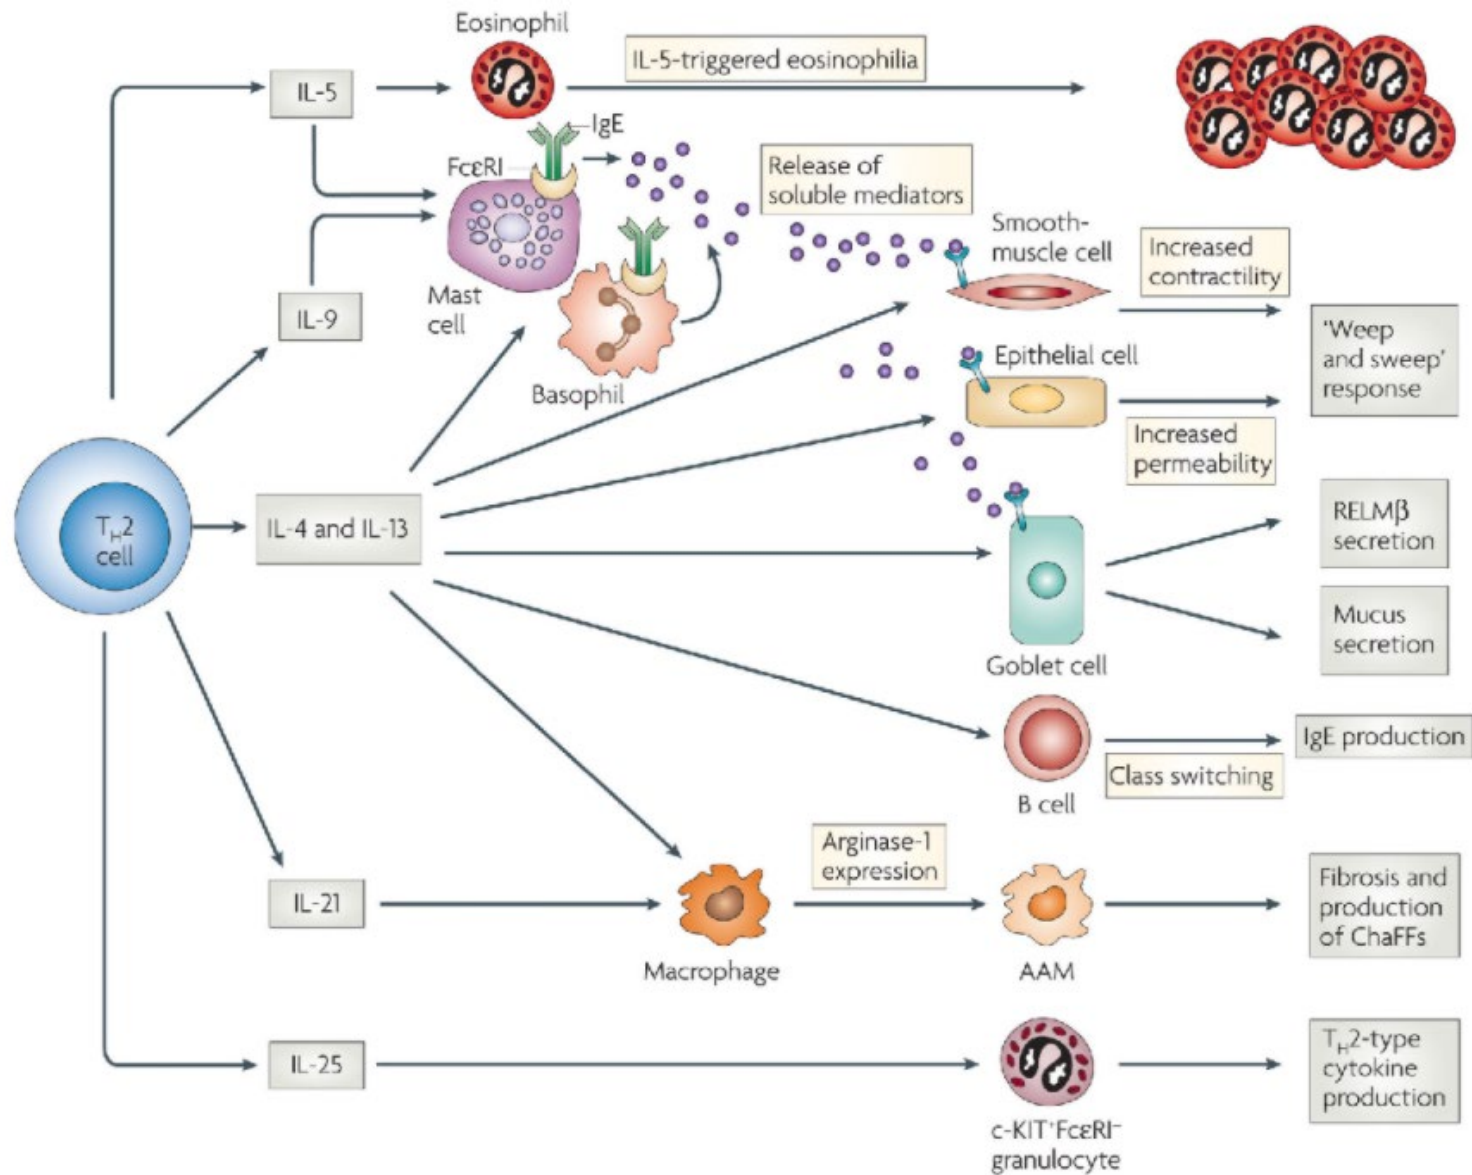 Eosinophil
IL-5-triggered eosinophilia
IL-5
IgE
FcεRI
Release of
soluble mediators
Smooth-
muscle cell
Increased
contractility
Mast
cell
IL-9
'Weep
and sweep'
response
Epithelial cell
Basophil
Increased
permeability
T_H2
cell
IL-4 and IL-13
RELMβ
secretion
Mucus
secretion
Goblet cell
IgE production
Class switching
B cell
Arginase-1
expression
IL-21
Fibrosis and
production
of ChaFFs
Macrophage
AAM
IL-25
T_H2-type
cytokine
production
c-KIT⁺FcεRI⁻
granulocyte